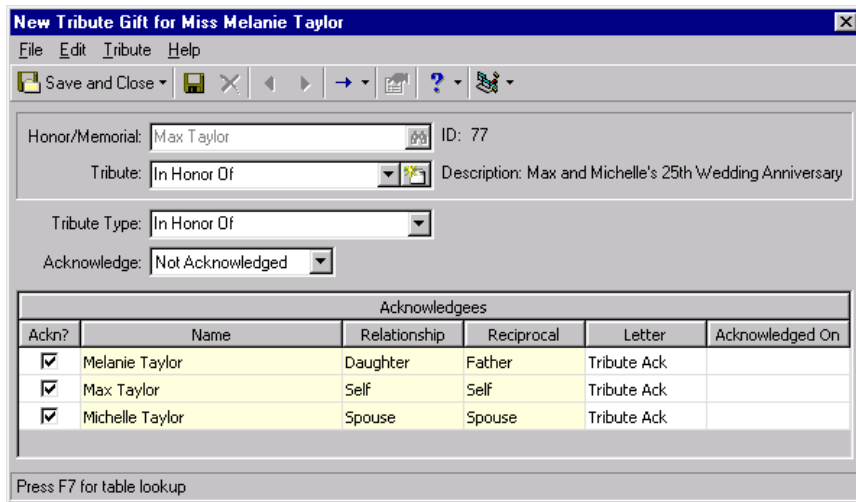 New Tribute Gift for Miss Melanie Taylor
File Edit Tribute Help
Save and Close ?
Honor/Memorial: Max Taylor ID: 77
Tribute: In Honor Of Description: Max and Michelle's 25th Wedding Anniversary
Tribute Type: In Honor Of
Acknowledge: Not Acknowledged
Acknowledgees
Ackn? Name Relationship Reciprocal Letter Acknowledged On
Melanie Taylor Daughter Father Tribute Ack
Max Taylor Self Self Tribute Ack
Michelle Taylor Spouse Spouse Tribute Ack
Press F7 for table lookup